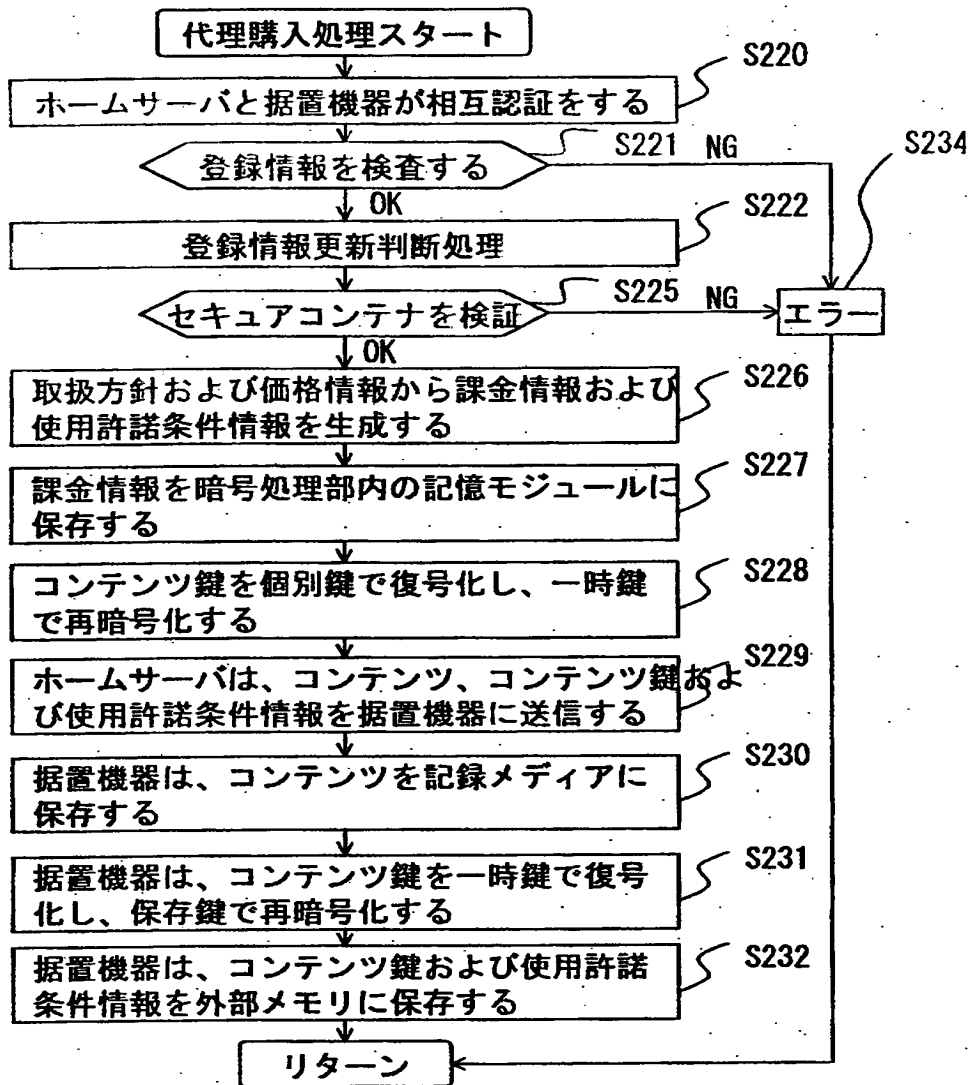 代理購入処理スタート
S220
ホームサーバと据置機器が相互認証をする
S221 NG
S234
登録情報を検査する
OK
S222
登録情報更新判断処理
S225 NG
セキュアコンテナを検証
エラー
OK
S226
取扱方針および価格情報から課金情報および
使用許諾条件情報を生成する
S227
課金情報を暗号処理部内の記憶モジュールに
保存する
S228
コンテンツ鍵を個別鍵で復号化し、一時鍵
で再暗号化する
S229
ホームサーバは、コンテンツ、コンテンツ鍵およ
び使用許諾条件情報を据置機器に送信する
S230
据置機器は、コンテンツを記録メディアに
保存する
S231
据置機器は、コンテンツ鍵を一時鍵で復号
化し、保存鍵で再暗号化する
S232
据置機器は、コンテンツ鍵および使用許諾
条件情報を外部メモリに保存する
リターン